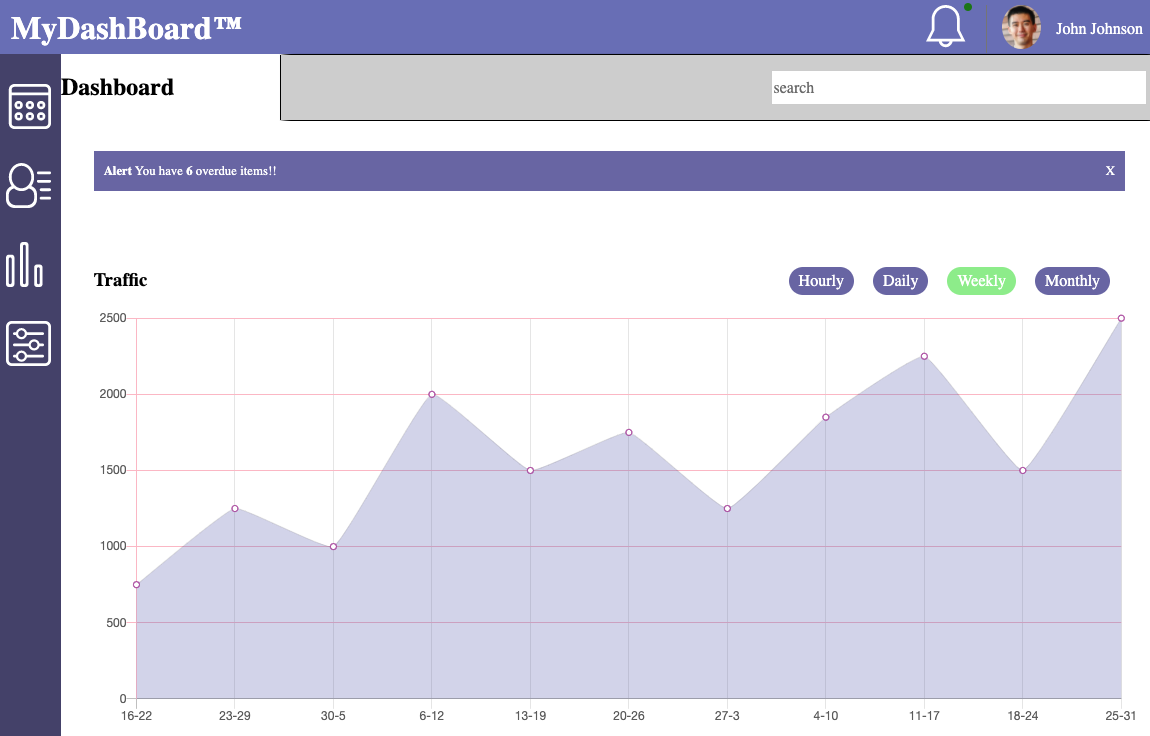 MyDashBoard™
John Johnson
Dashboard
search
Alert You have 6 overdue items!! X
Traffic
Hourly Daily Weekly Monthly
2500
2000
1500
1000
500
0
16-22 23-29 30-5 6-12 13-19 20-26 27-3 4-10 11-17 18-24 25-31